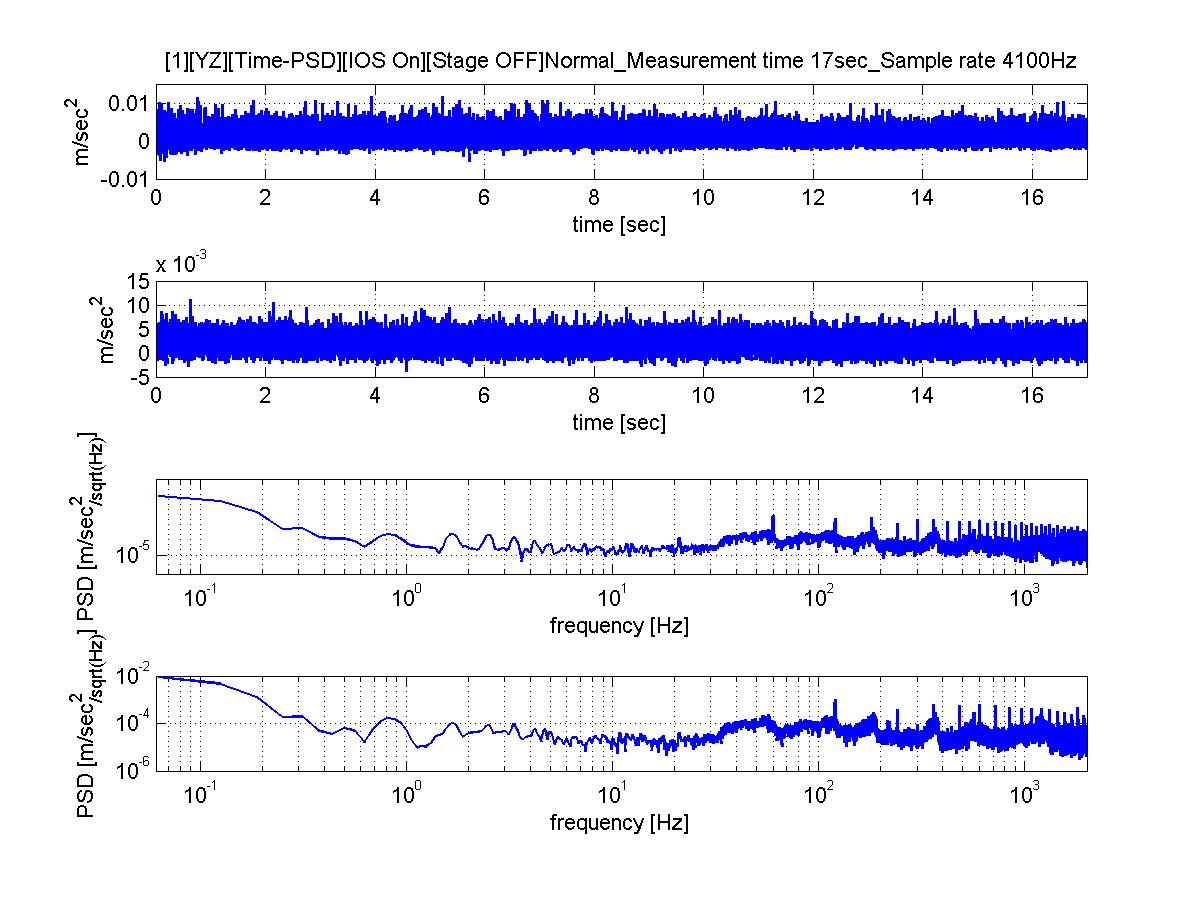 [1][YZ][Time-PSD][IOS On][Stage OFF]Normal_Measurement time 17sec_Sample rate 4100Hz
m/sec²
0.01
0
-0.01
0 2 4 6 8 10 12 14 16
time [sec]
x 10⁻³
m/sec²
15
10
5
0
-5
0 2 4 6 8 10 12 14 16
time [sec]
PSD [m/sec²/sqrt(Hz)]
10⁻⁵
10⁻¹ 10⁰ 10¹ 10² 10³
frequency [Hz]
PSD [m/sec²/sqrt(Hz)]
10⁻²
10⁻⁴
10⁻⁶
10⁻¹ 10⁰ 10¹ 10² 10³
frequency [Hz]